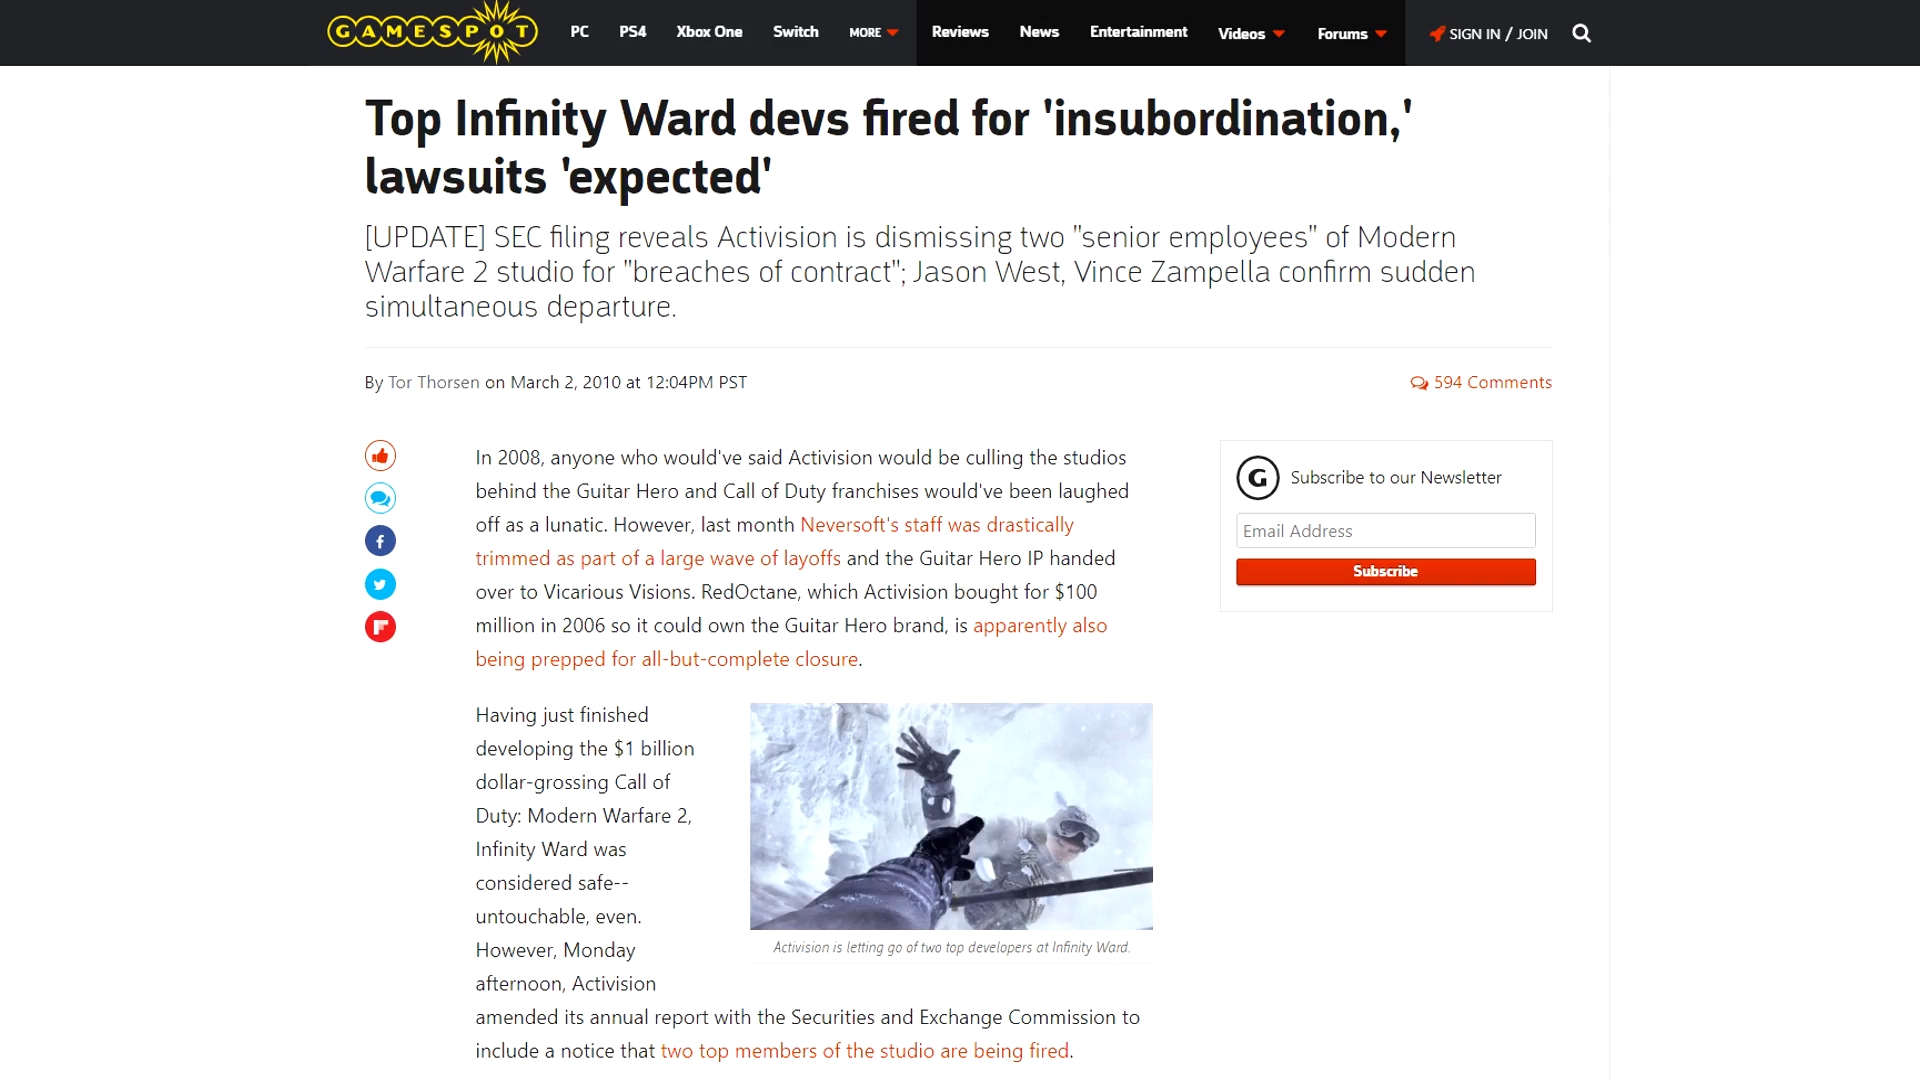 GAMESPOT PC PS4 Xbox One Switch MORE Reviews News Entertainment Videos Forums SIGN IN / JOIN
Top Infinity Ward devs fired for 'insubordination,'
lawsuits 'expected'
[UPDATE] SEC filing reveals Activision is dismissing two "senior employees" of Modern
Warfare 2 studio for "breaches of contract"; Jason West, Vince Zampella confirm sudden
simultaneous departure.
By Tor Thorsen on March 2, 2010 at 12:04PM PST
594 Comments
In 2008, anyone who would've said Activision would be culling the studios
behind the Guitar Hero and Call of Duty franchises would've been laughed
off as a lunatic. However, last month Neversoft's staff was drastically
trimmed as part of a large wave of layoffs and the Guitar Hero IP handed
over to Vicarious Visions. RedOctane, which Activision bought for $100
million in 2006 so it could own the Guitar Hero brand, is apparently also
being prepped for all-but-complete closure.
G Subscribe to our Newsletter
Email Address
Subscribe
Having just finished
developing the $1 billion
dollar-grossing Call of
Duty: Modern Warfare 2,
Infinity Ward was
considered safe--
untouchable, even.
However, Monday
afternoon, Activision
Activision is letting go of two top developers at Infinity Ward.
amended its annual report with the Securities and Exchange Commission to
include a notice that two top members of the studio are being fired.